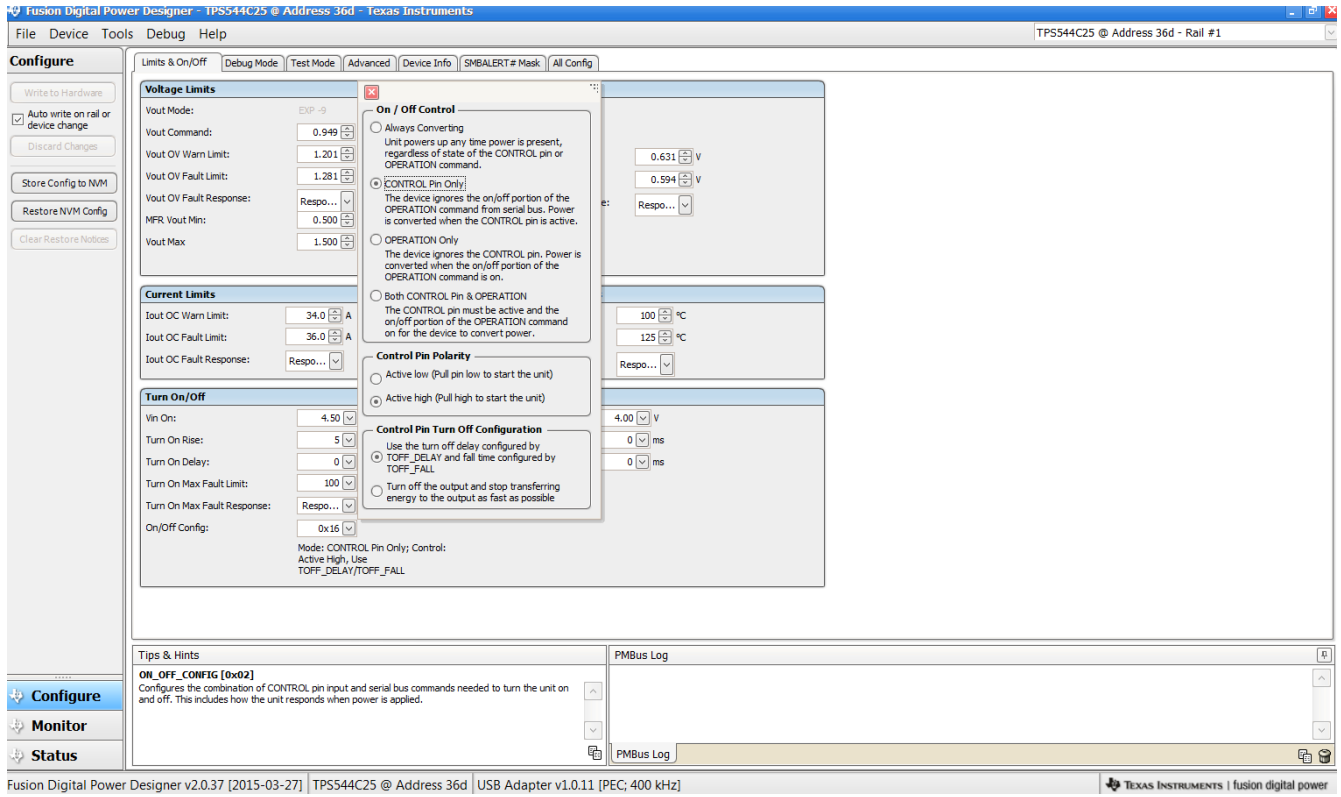 Fusion Digital Power Designer - TPS544C25 @ Address 36d - Texas Instruments
File Device Tools Debug Help
TPS544C25 @ Address 36d - Rail #1
Configure
Write to Hardware
Auto write on rail or
device change
Discard Changes
Store Config to NVM
Restore NVM Config
Clear Restore Notices
Limits & On/Off
Debug Mode
Test Mode
Advanced
Device Info
SMBALERT# Mask
All Config
Voltage Limits
Vout Mode: EXP -9
Vout Command: 0.949
Vout OV Warn Limit: 1.201
Vout OV Fault Limit: 1.281
Vout OV Fault Response: Respo...
MFR Vout Min: 0.500
Vout Max 1.500
0.631 V
0.594 V
e: Respo...
Current Limits
Iout OC Warn Limit: 34.0 A
Iout OC Fault Limit: 36.0 A
Iout OC Fault Response: Respo...
100 ºC
125 ºC
Respo...
Turn On/Off
Vin On: 4.50
Turn On Rise: 5
Turn On Delay: 0
Turn On Max Fault Limit: 100
Turn On Max Fault Response: Respo...
On/Off Config: 0x16
Mode: CONTROL Pin Only; Control:
Active High, Use
TOFF_DELAY/TOFF_FALL
4.00 V
0 ms
0 ms
On / Off Control
Always Converting
Unit powers up any time power is present,
regardless of state of the CONTROL pin or
OPERATION command.
CONTROL Pin Only
The device ignores the on/off portion of the
OPERATION command from serial bus. Power
is converted when the CONTROL pin is active.
OPERATION Only
The device ignores the CONTROL pin. Power is
converted when the on/off portion of the
OPERATION command is on.
Both CONTROL Pin & OPERATION
The CONTROL pin must be active and the
on/off portion of the OPERATION command
on for the device to convert power.
Control Pin Polarity
Active low (Pull pin low to start the unit)
Active high (Pull high to start the unit)
Control Pin Turn Off Configuration
Use the turn off delay configured by
TOFF_DELAY and fall time configured by
TOFF_FALL
Turn off the output and stop transferring
energy to the output as fast as possible
Tips & Hints
ON_OFF_CONFIG [0x02]
Configures the combination of CONTROL pin input and serial bus commands needed to turn the unit on
and off. This includes how the unit responds when power is applied.
PMBus Log
PMBus Log
Configure
Monitor
Status
Fusion Digital Power Designer v2.0.37 [2015-03-27] TPS544C25 @ Address 36d USB Adapter v1.0.11 [PEC; 400 kHz]
TEXAS INSTRUMENTS | fusion digital power